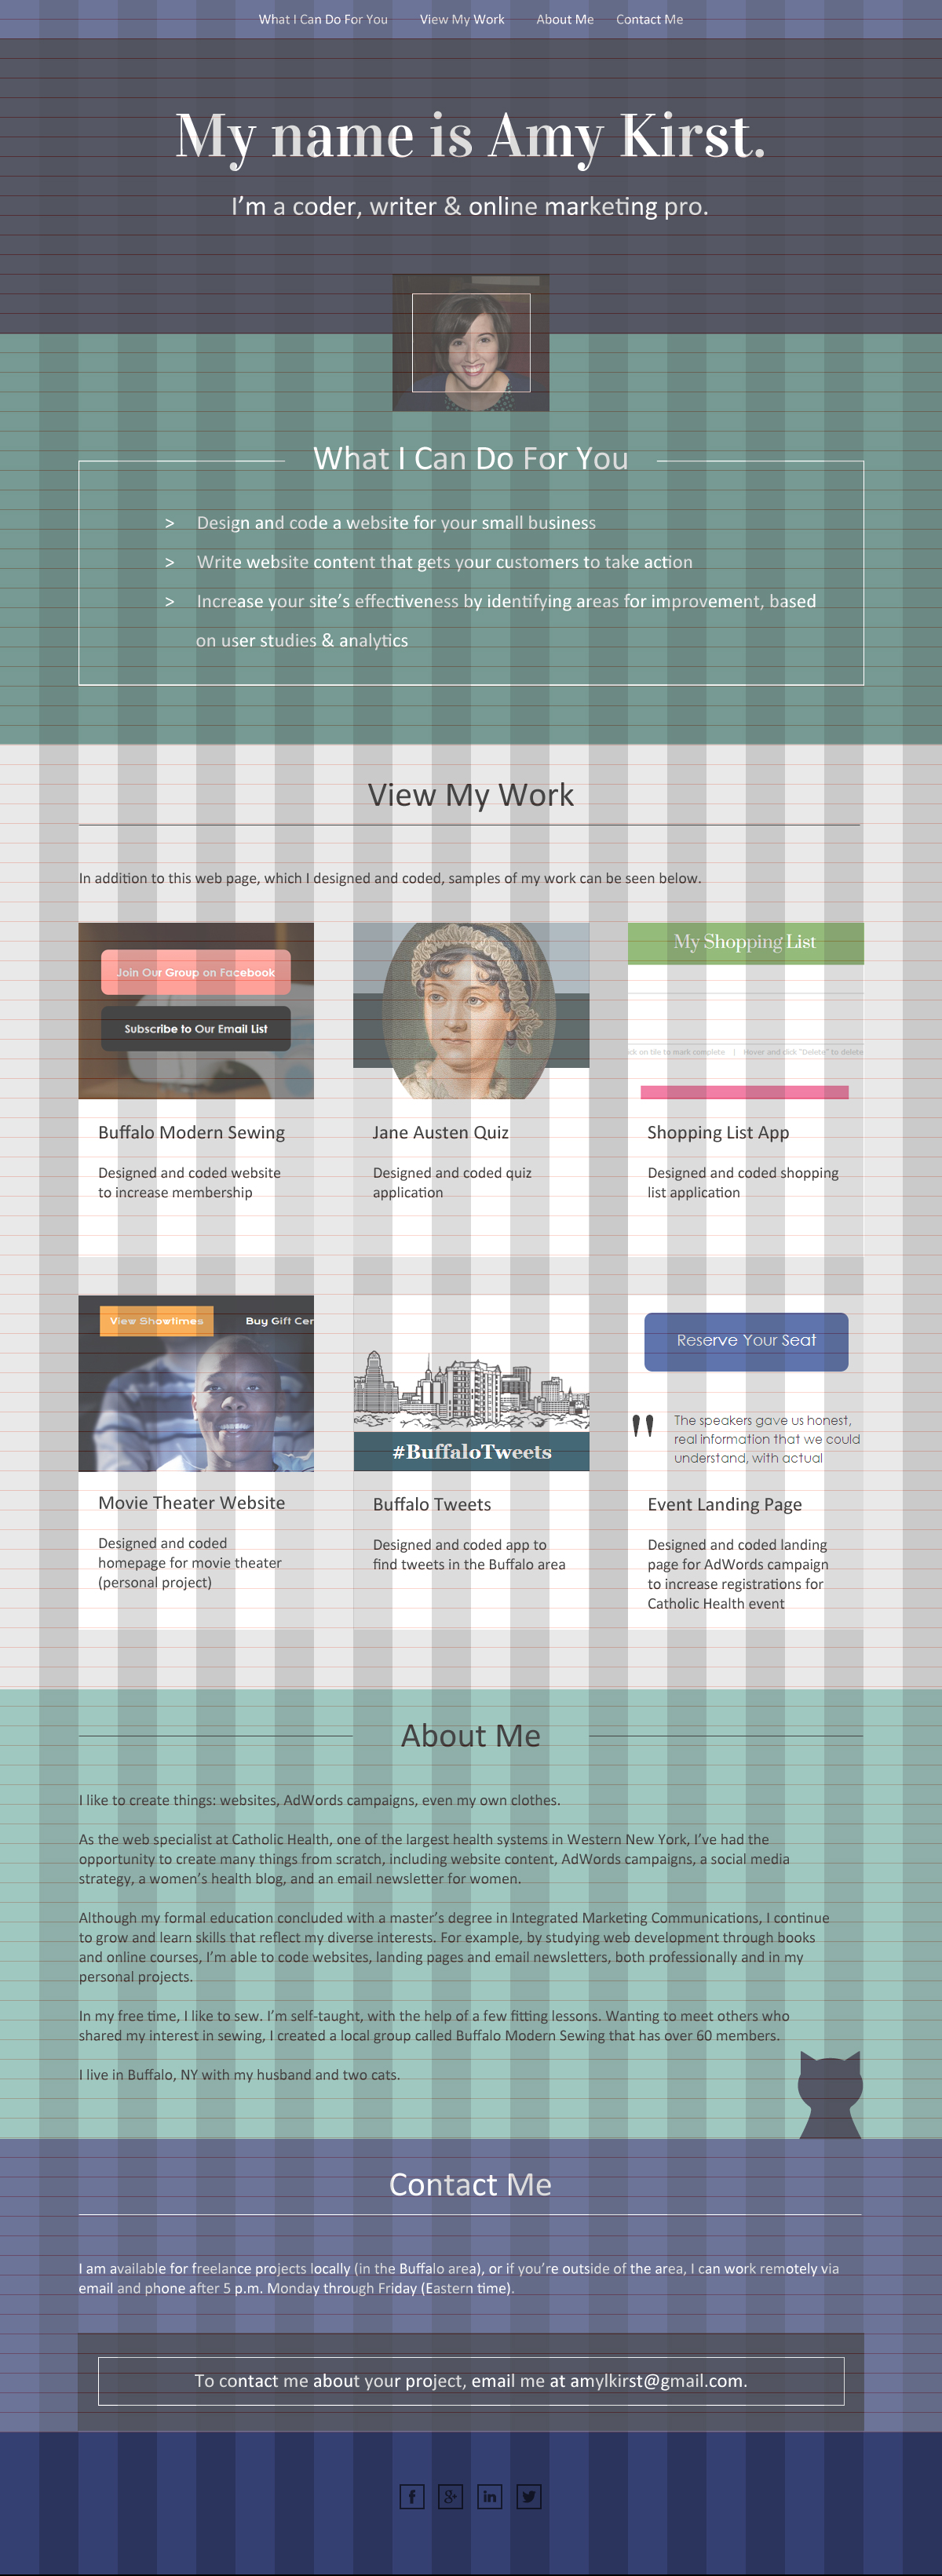 What I Can Do For You View My Work About Me Contact Me
My name is Amy Kirst.
I'm a coder, writer & online marketing pro.
What I Can Do For You
> Design and code a website for your small business
> Write website content that gets your customers to take action
> Increase your site's effectiveness by identifying areas for improvement, based
on user studies & analytics
View My Work
In addition to this web page, which I designed and coded, samples of my work can be seen below.
Join Our Group on Facebook
Subscribe to Our Email List
Buffalo Modern Sewing
Designed and coded website
to increase membership
Jane Austen Quiz
Designed and coded quiz
application
My Shopping List
ck on tile to mark complete | Hover and click "Delete" to delete
Shopping List App
Designed and coded shopping
list application
View Showtimes Buy Gift Cer
Movie Theater Website
Designed and coded
homepage for movie theater
(personal project)
#BuffaloTweets
Buffalo Tweets
Designed and coded app to
find tweets in the Buffalo area
Reserve Your Seat
" The speakers gave us honest,
real information that we could
understand, with actual
Event Landing Page
Designed and coded landing
page for AdWords campaign
to increase registrations for
Catholic Health event
About Me
I like to create things: websites, AdWords campaigns, even my own clothes.
As the web specialist at Catholic Health, one of the largest health systems in Western New York, I've had the
opportunity to create many things from scratch, including website content, AdWords campaigns, a social media
strategy, a women's health blog, and an email newsletter for women.
Although my formal education concluded with a master's degree in Integrated Marketing Communications, I continue
to grow and learn skills that reflect my diverse interests. For example, by studying web development through books
and online courses, I'm able to code websites, landing pages and email newsletters, both professionally and in my
personal projects.
In my free time, I like to sew. I'm self-taught, with the help of a few fitting lessons. Wanting to meet others who
shared my interest in sewing, I created a local group called Buffalo Modern Sewing that has over 60 members.
I live in Buffalo, NY with my husband and two cats.
Contact Me
I am available for freelance projects locally (in the Buffalo area), or if you're outside of the area, I can work remotely via
email and phone after 5 p.m. Monday through Friday (Eastern time).
To contact me about your project, email me at amylkirst@gmail.com.
f g+ in